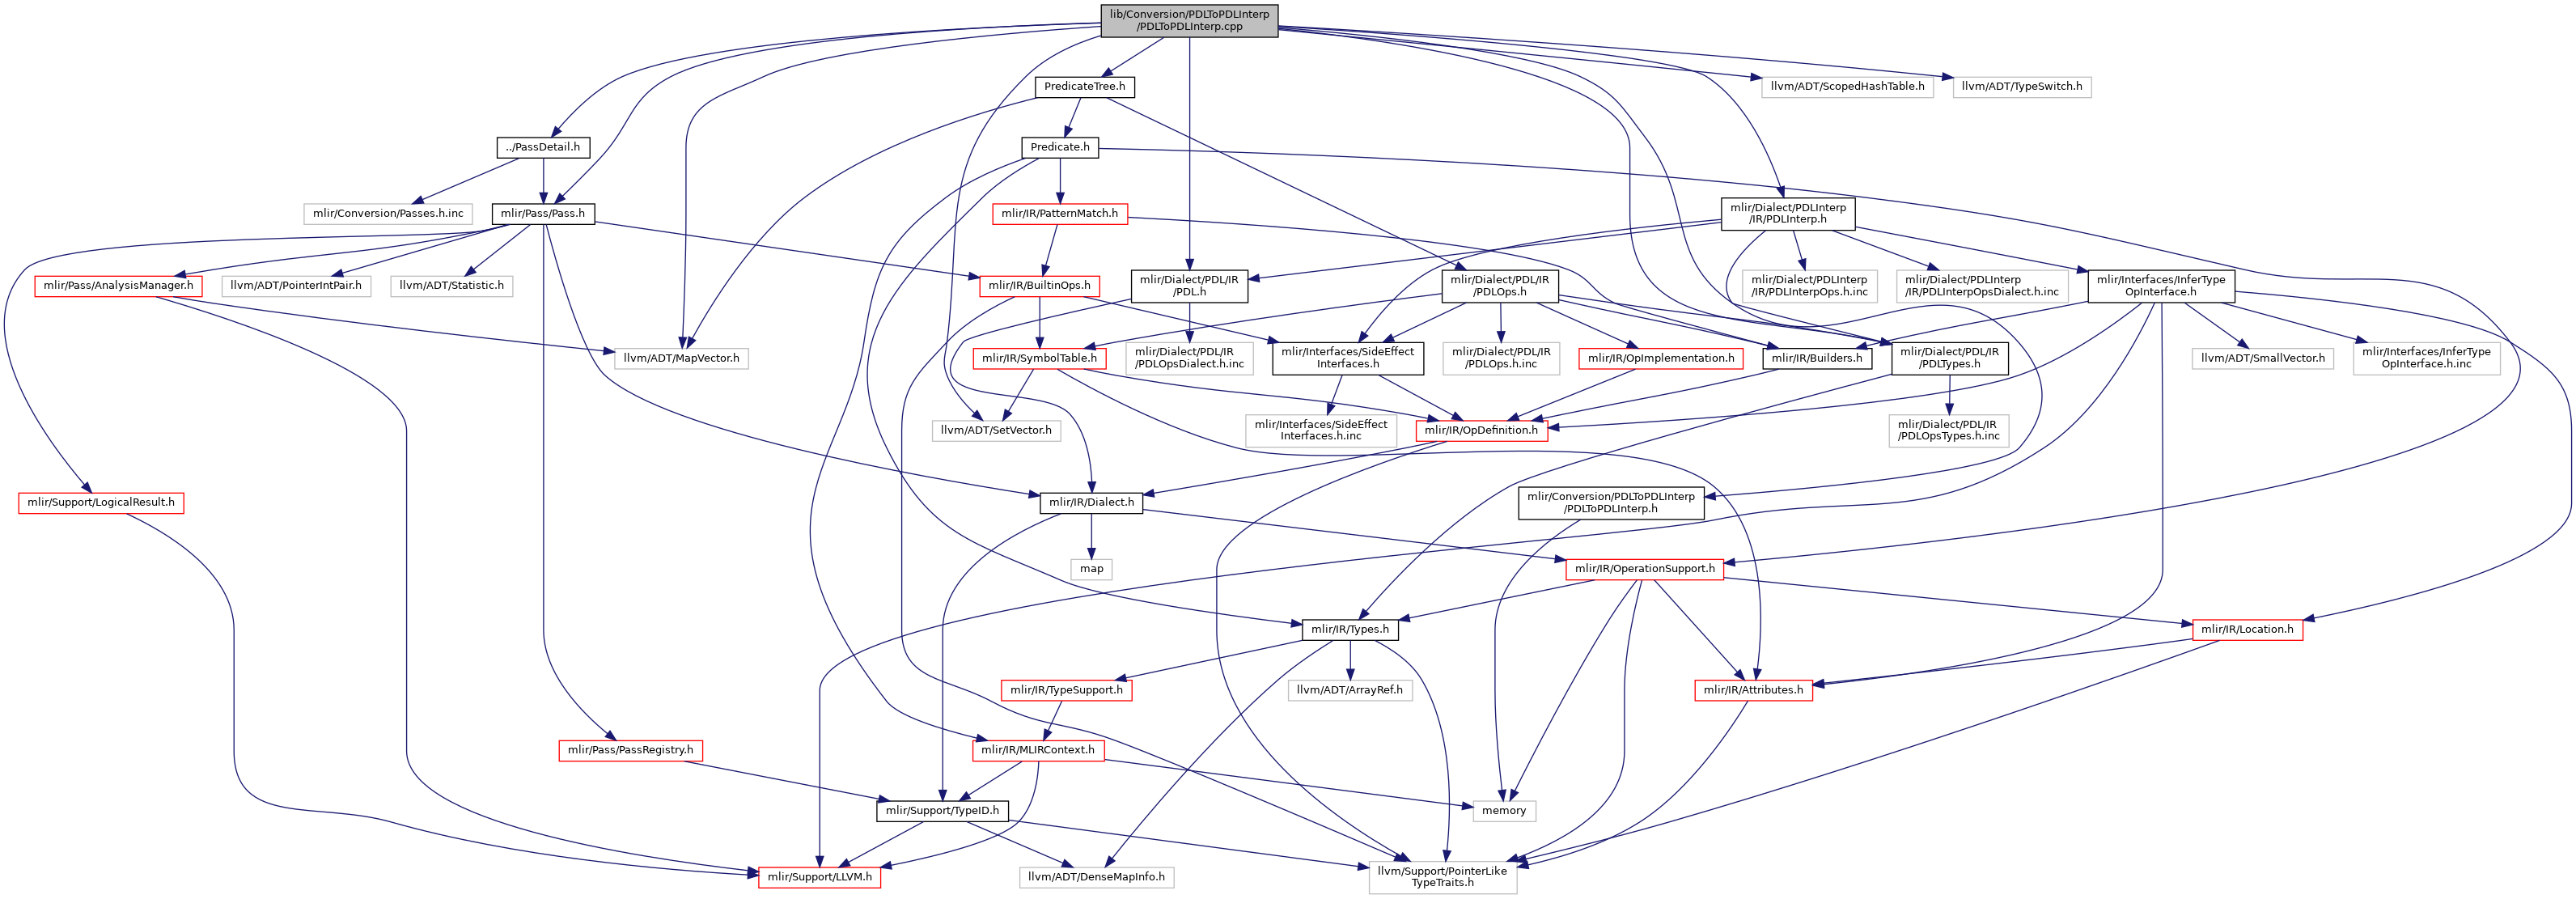 lib/Conversion/PDLToPDLInterp
/PDLToPDLInterp.cpp
PredicateTree.h
llvm/ADT/ScopedHashTable.h
llvm/ADT/TypeSwitch.h
../PassDetail.h
Predicate.h
mlir/Conversion/Passes.h.inc
mlir/Pass/Pass.h
mlir/IR/PatternMatch.h
mlir/Dialect/PDLInterp
/IR/PDLInterp.h
mlir/Pass/AnalysisManager.h
llvm/ADT/PointerIntPair.h
llvm/ADT/Statistic.h
mlir/IR/BuiltinOps.h
mlir/Dialect/PDL/IR
/PDL.h
mlir/Dialect/PDL/IR
/PDLOps.h
mlir/Dialect/PDLInterp
/IR/PDLInterpOps.h.inc
mlir/Dialect/PDLInterp
/IR/PDLInterpOpsDialect.h.inc
mlir/Interfaces/InferType
OpInterface.h
llvm/ADT/MapVector.h
mlir/IR/SymbolTable.h
mlir/Dialect/PDL/IR
/PDLOpsDialect.h.inc
mlir/Interfaces/SideEffect
Interfaces.h
mlir/Dialect/PDL/IR
/PDLOps.h.inc
mlir/IR/OpImplementation.h
mlir/IR/Builders.h
mlir/Dialect/PDL/IR
/PDLTypes.h
llvm/ADT/SmallVector.h
mlir/Interfaces/InferType
OpInterface.h.inc
llvm/ADT/SetVector.h
mlir/Interfaces/SideEffect
Interfaces.h.inc
mlir/IR/OpDefinition.h
mlir/Dialect/PDL/IR
/PDLOpsTypes.h.inc
mlir/Support/LogicalResult.h
mlir/IR/Dialect.h
mlir/Conversion/PDLToPDLInterp
/PDLToPDLInterp.h
map
mlir/IR/OperationSupport.h
mlir/IR/Types.h
mlir/IR/Location.h
mlir/IR/TypeSupport.h
llvm/ADT/ArrayRef.h
mlir/IR/Attributes.h
mlir/Pass/PassRegistry.h
mlir/IR/MLIRContext.h
mlir/Support/TypeID.h
memory
mlir/Support/LLVM.h
llvm/ADT/DenseMapInfo.h
llvm/Support/PointerLike
TypeTraits.h